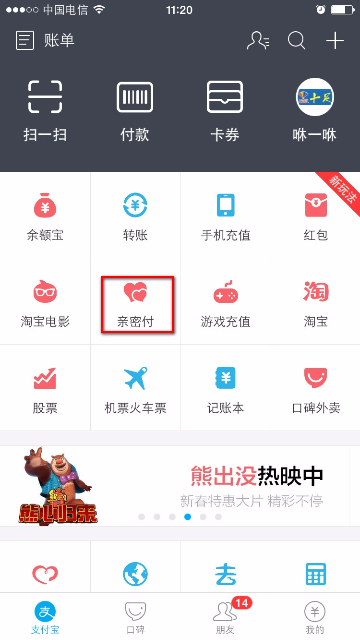 中国电信 11:20
账单
扫一扫 付款 卡券 咻一咻
新玩法
余额宝 转账 手机充值 红包
淘宝电影 亲密付 游戏充值 淘宝
股票 机票火车票 记账本 口碑外卖
熊出没热映中
新春特惠大片 精彩不停
熊心归来
14
支付宝 口碑 朋友 我的